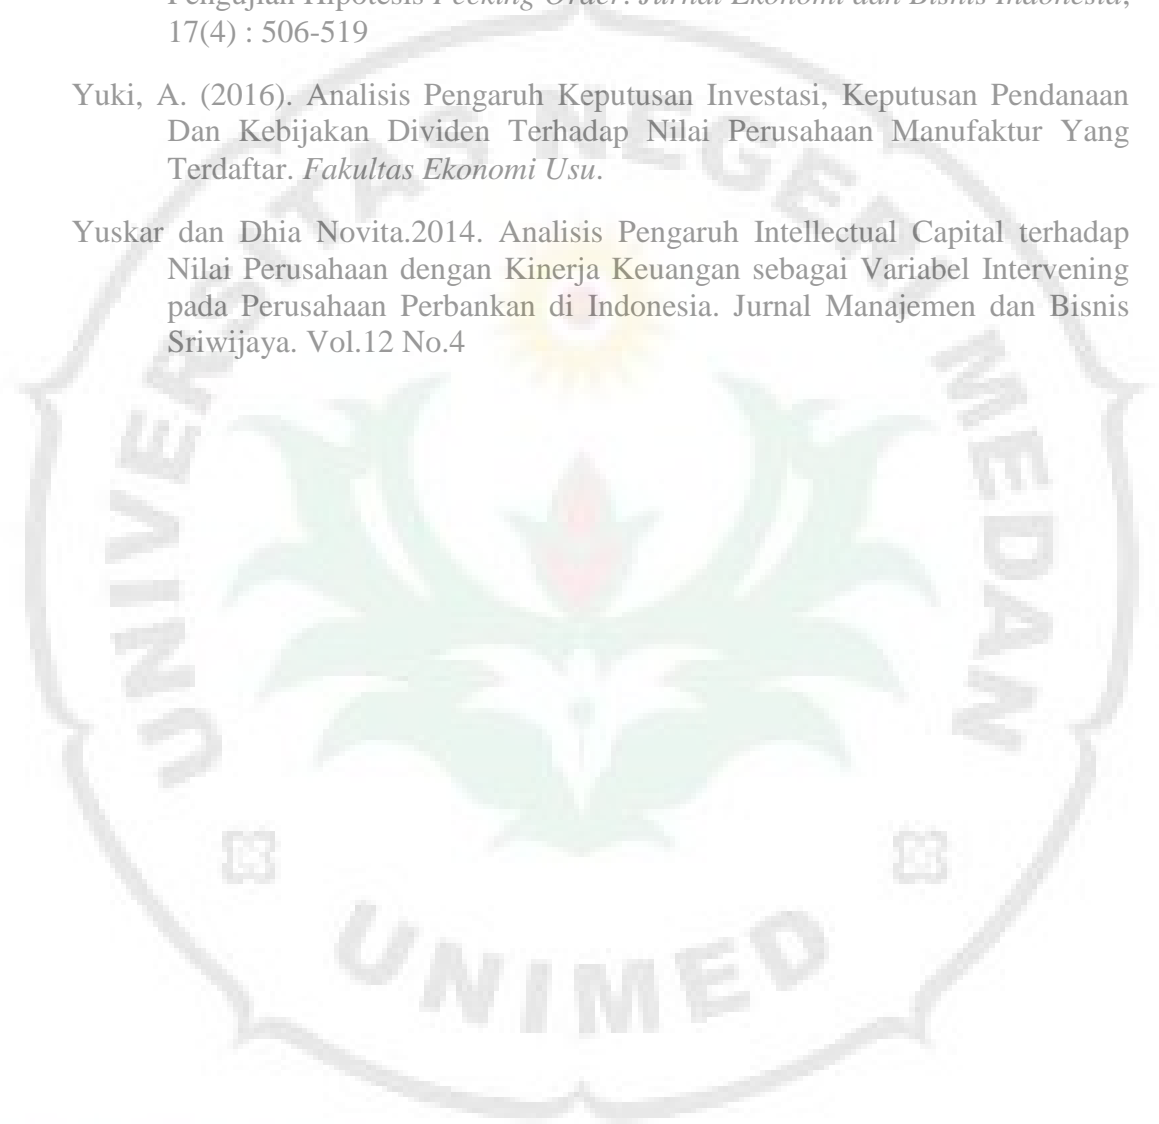 Pengujian Hipotesis Pecking Order. Jurnal Ekonomi dan Bisnis Indonesia,
17(4) : 506-519
Yuki, A. (2016). Analisis Pengaruh Keputusan Investasi, Keputusan Pendanaan
Dan Kebijakan Dividen Terhadap Nilai Perusahaan Manufaktur Yang
Terdaftar. Fakultas Ekonomi Usu.
Yuskar dan Dhia Novita.2014. Analisis Pengaruh Intellectual Capital terhadap
Nilai Perusahaan dengan Kinerja Keuangan sebagai Variabel Intervening
pada Perusahaan Perbankan di Indonesia. Jurnal Manajemen dan Bisnis
Sriwijaya. Vol.12 No.4
UNIVERSITAS NEGERI MEDAN
UNIMED